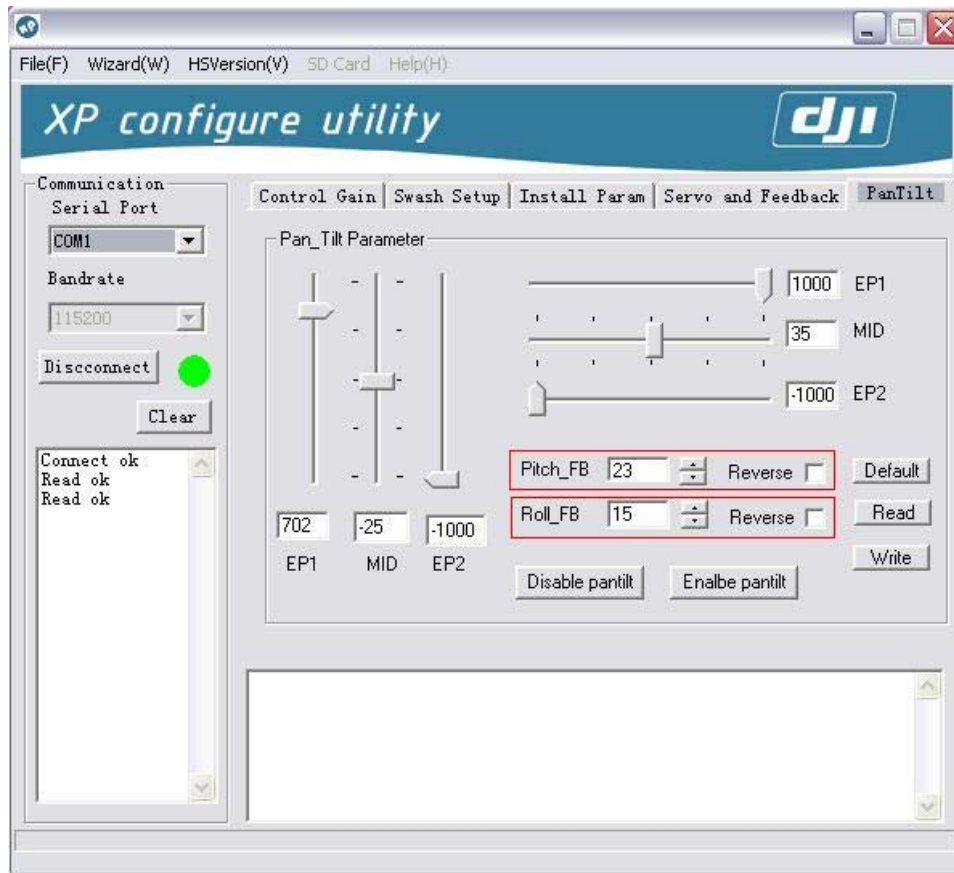 XP
File(F) Wizard(W) HSVersion(V) SD Card Help(H)
XP configure utility
dji
Communication
Serial Port
COM1
Bandrate
115200
Discconnect
Clear
Connect ok
Read ok
Read ok
Control Gain Swash Setup Install Param Servo and Feedback PanTilt
Pan_Tilt Parameter
702 -25 -1000
EP1 MID EP2
1000 EP1
35 MID
-1000 EP2
Pitch_FB 23 Reverse
Roll_FB 15 Reverse
Default
Read
Write
Disable pantilt Enalbe pantilt